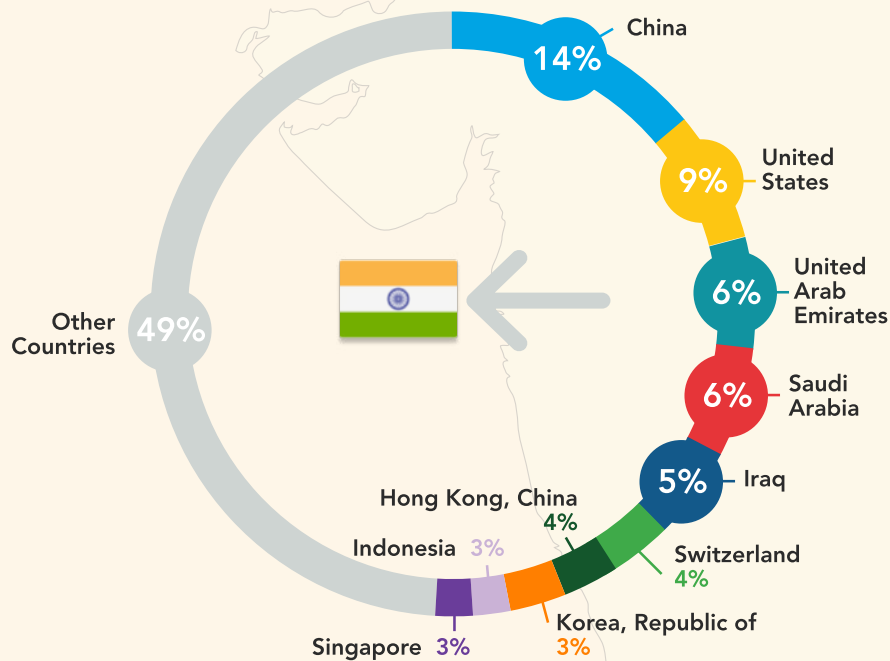 China
14%
United
States
9%
United
Arab
Emirates
6%
Saudi
Arabia
6%
Iraq
5%
Switzerland
4%
Hong Kong, China
4%
Korea, Republic of
3%
Indonesia 3%
Singapore 3%
Other
Countries
49%